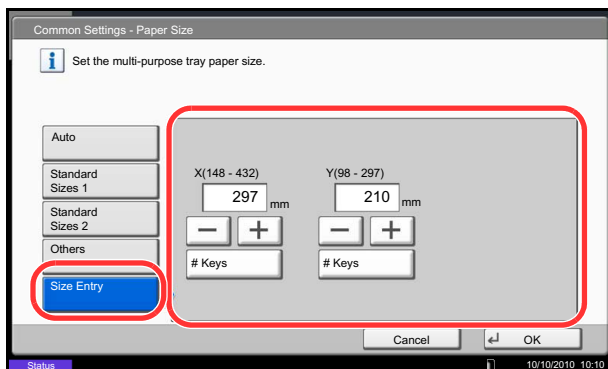 Common Settings - Paper Size
Set the multi-purpose tray paper size.
Auto
Standard
Sizes 1
Standard
Sizes 2
Others
Size Entry
X(148 - 432)
297 mm
# Keys
Y(98 - 297)
210 mm
# Keys
Cancel
OK
Status
10/10/2010 10:10